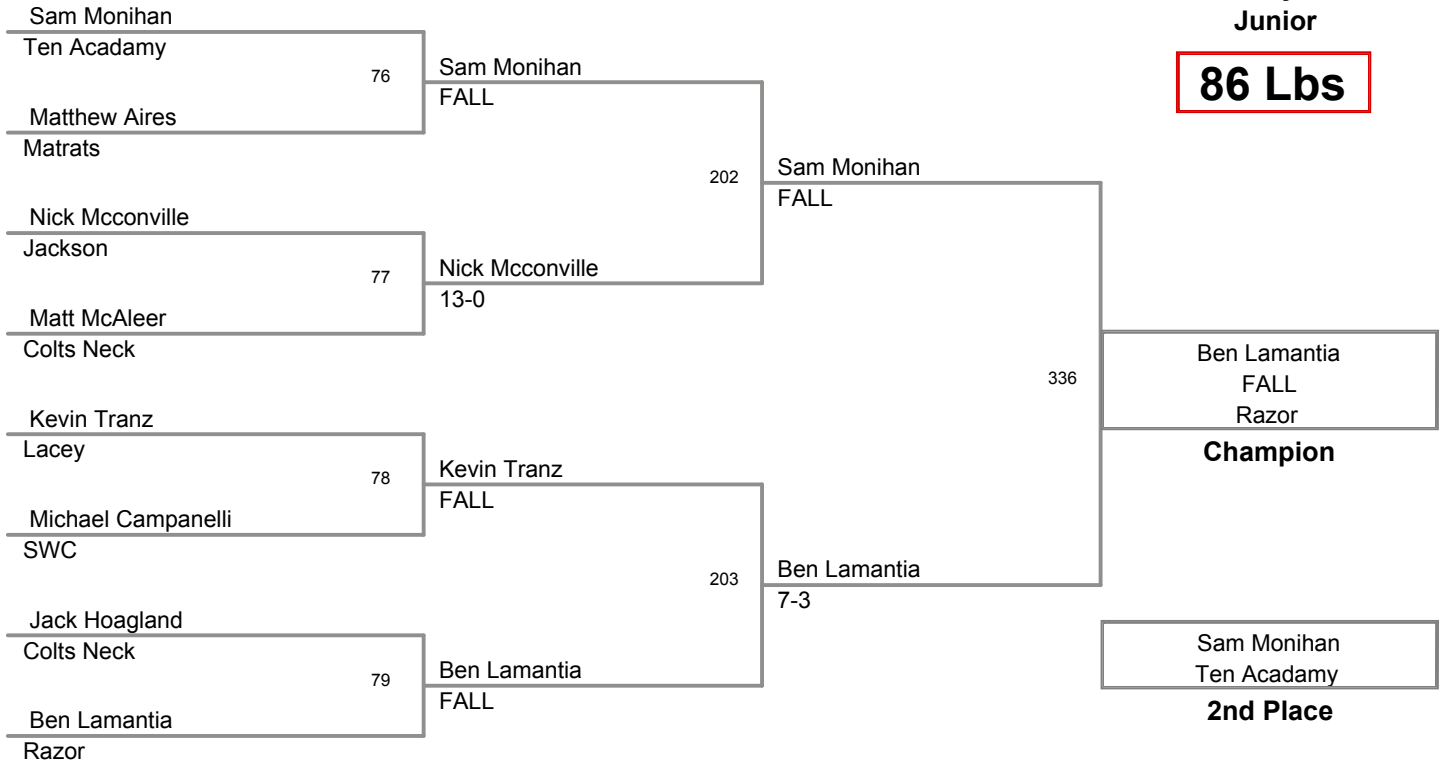 Junior
86 Lbs
Sam Monihan
Ten Acadamy
76
Matthew Aires
Matrats
Nick Mcconville
Jackson
77
Matt McAleer
Colts Neck
Kevin Tranz
Lacey
78
Michael Campanelli
SWC
Jack Hoagland
Colts Neck
79
Ben Lamantia
Razor
Sam Monihan
FALL
202
Nick Mcconville
13-0
Kevin Tranz
FALL
203
Ben Lamantia
FALL
Sam Monihan
FALL
336
Ben Lamantia
7-3
Ben Lamantia
FALL
Razor
Champion
Sam Monihan
Ten Acadamy
2nd Place